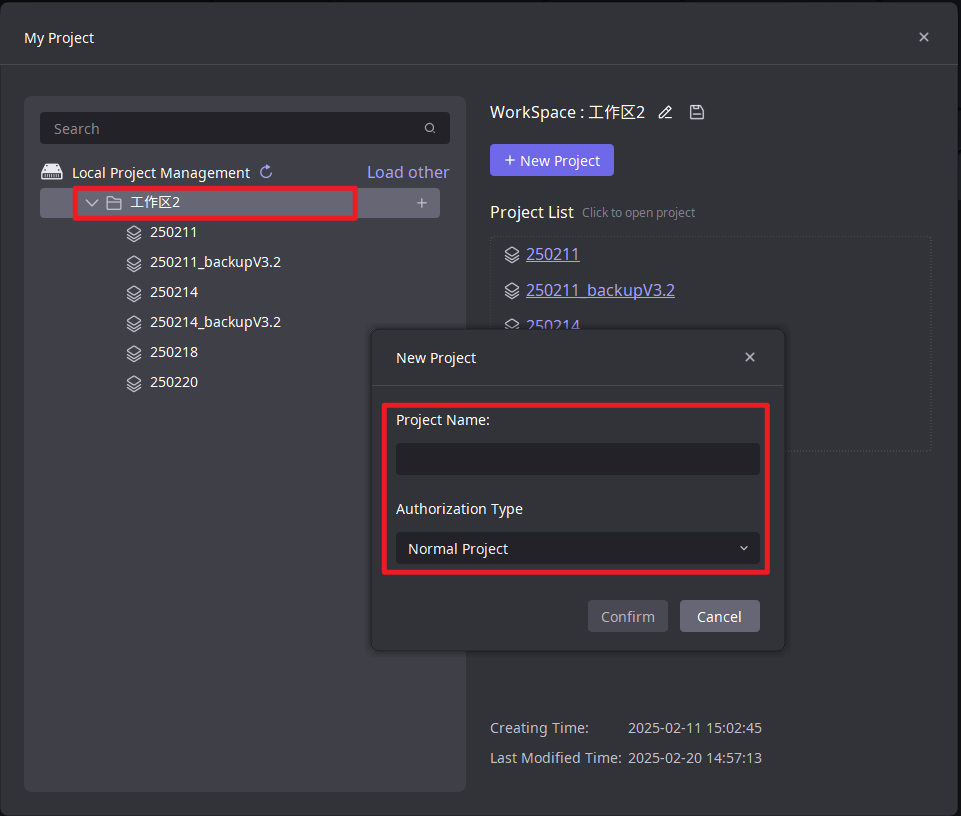 My Project
Search
Local Project Management
Load other
工作区2
250211
250211_backupV3.2
250214
250214_backupV3.2
250218
250220
WorkSpace : 工作区2
+ New Project
Project List Click to open project
250211
250211_backupV3.2
250214
New Project
Project Name:
Authorization Type
Normal Project
Confirm
Cancel
Creating Time: 2025-02-11 15:02:45
Last Modified Time: 2025-02-20 14:57:13